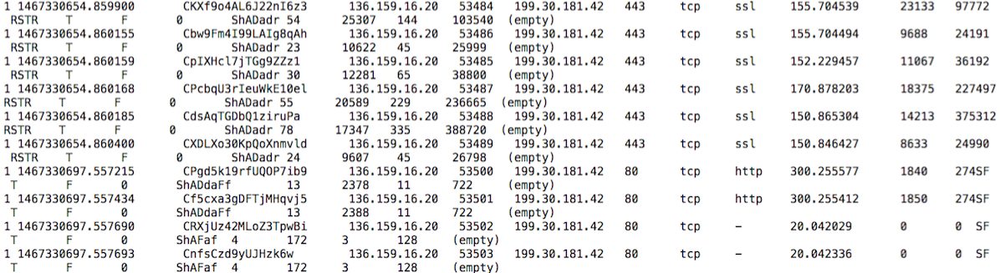 1 1467330654.859900 CKXf9o4AL6J22nI6z3 136.159.16.20 53484 199.30.181.42 443 tcp ssl 155.704539 23133 97772
RSTR T F 0 ShADadr 54 25307 144 103540 (empty)
1 1467330654.860155 Cbw9Fm4I99LAIg8qAh 136.159.16.20 53486 199.30.181.42 443 tcp ssl 155.704494 9688 24191
RSTR T F 0 ShADadr 23 10622 45 25999 (empty)
1 1467330654.860159 CpIXHcl7jTGg9ZZz1 136.159.16.20 53485 199.30.181.42 443 tcp ssl 152.229457 11067 36192
RSTR T F 0 ShADadr 30 12281 65 38800 (empty)
1 1467330654.860168 CPcbqU3rIeuWkE10el 136.159.16.20 53487 199.30.181.42 443 tcp ssl 170.878203 18375 227497
RSTR T F 0 ShADadr 55 20589 229 236665 (empty)
1 1467330654.860185 CdsAqTGDbQ1ziruPa 136.159.16.20 53488 199.30.181.42 443 tcp ssl 150.865304 14213 375312
RSTR T F 0 ShADadr 78 17347 335 388720 (empty)
1 1467330654.860400 CXDLXo30KpQoXnmvld 136.159.16.20 53489 199.30.181.42 443 tcp ssl 150.846427 8633 24990
RSTR T F 0 ShADadr 24 9607 45 26798 (empty)
1 1467330697.557215 CPgd5k19rfUQOP7ib9 136.159.16.20 53500 199.30.181.42 80 tcp http 300.255577 1840 274SF
T F 0 ShADdaFf 13 2378 11 722 (empty)
1 1467330697.557434 Cf5cxa3gDFTjMHqvj5 136.159.16.20 53501 199.30.181.42 80 tcp http 300.255412 1850 274SF
T F 0 ShADdaFf 13 2388 11 722 (empty)
1 1467330697.557690 CRXjUz42MLoZ3TpwBi 136.159.16.20 53502 199.30.181.42 80 tcp - 20.042029 0 0 SF
T F 0 ShAFaf 4 172 3 128 (empty)
1 1467330697.557693 CnfsCzd9yUJHzk6w 136.159.16.20 53503 199.30.181.42 80 tcp - 20.042336 0 0 SF
T F 0 ShAFaf 4 172 3 128 (empty)